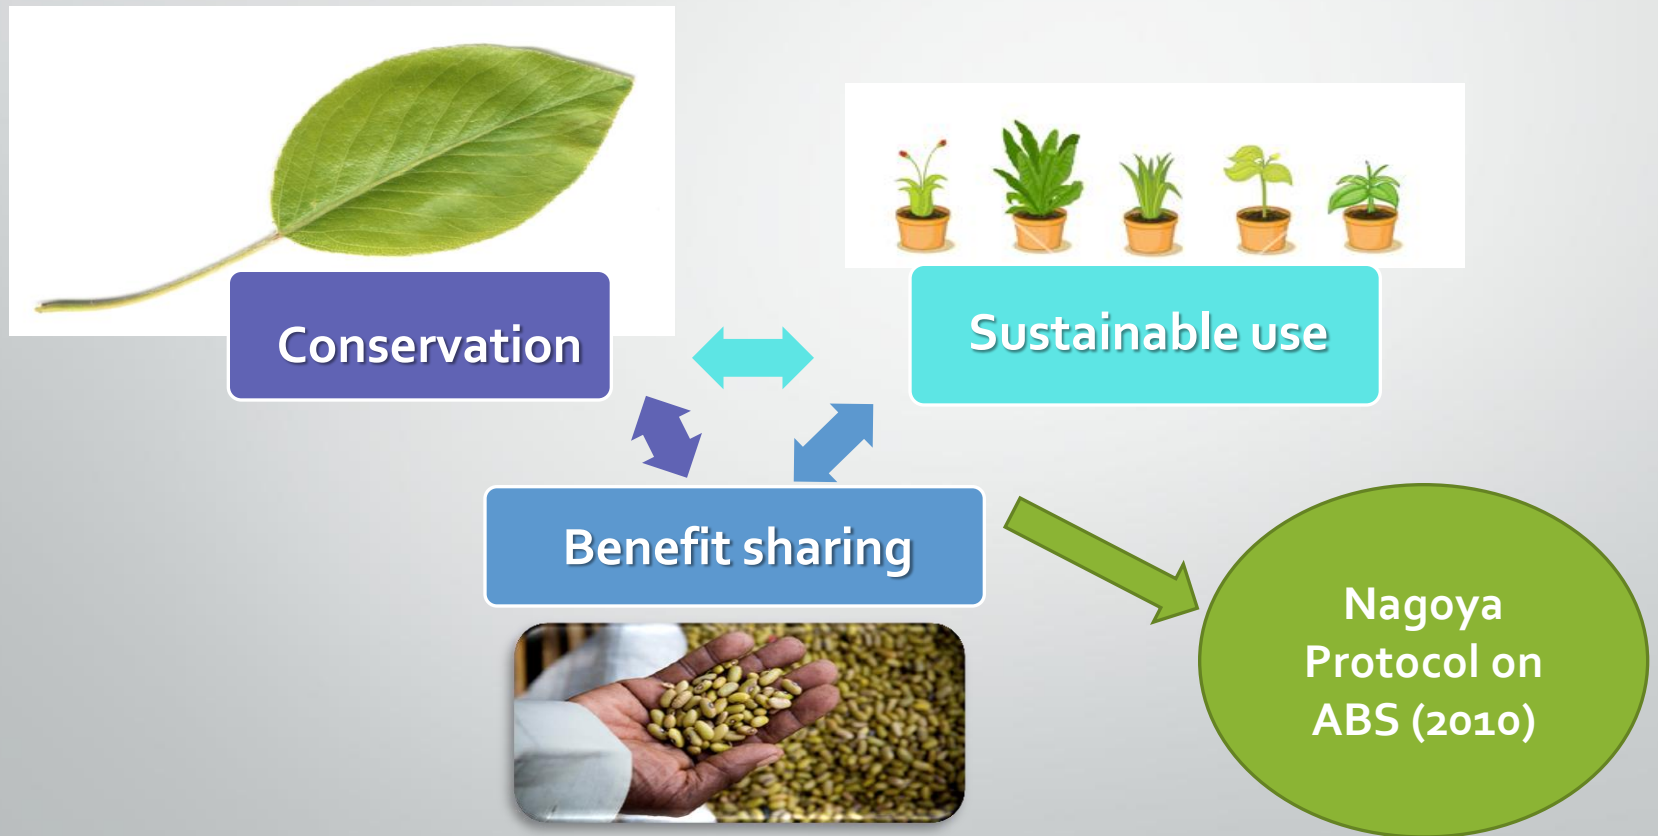 Conservation
Sustainable use
Benefit sharing
Nagoya
Protocol on
ABS (2010)